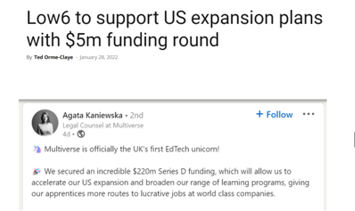 Low6 to support US expansion plans
with $5m funding round
By Ted Orme-Claye - January 28, 2022
Agata Kaniewska • 2nd
+ Follow •••
Legal Counsel at Multiverse
4d •
Multiverse is officially the UK's first EdTech unicorn!
We secured an incredible $220m Series D funding, which will allow us to
accelerate our US expansion and broaden our range of learning programs, giving
our apprentices more routes to lucrative jobs at world class companies.